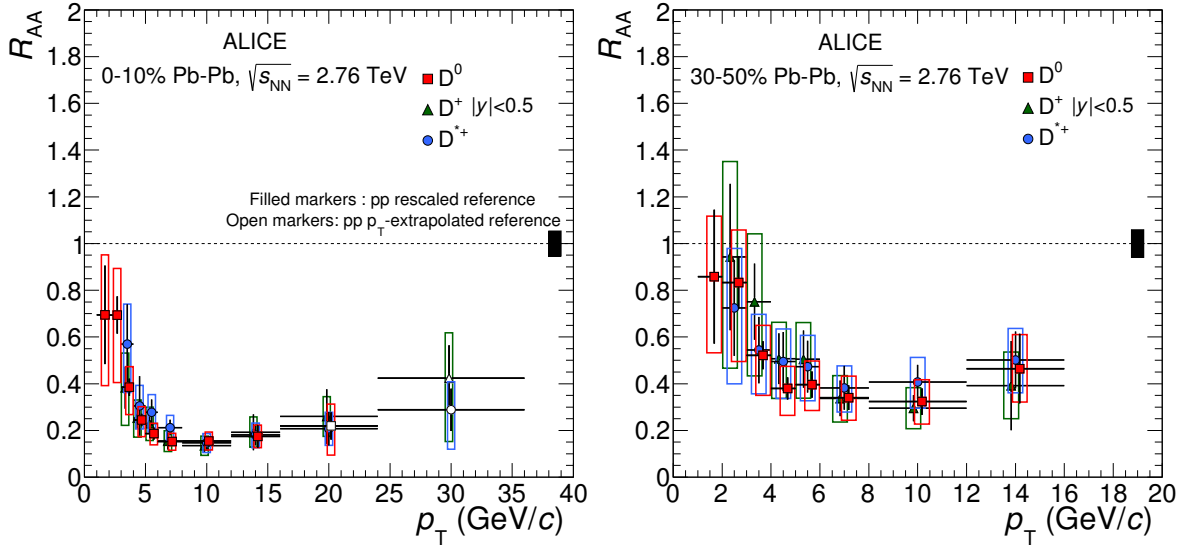 R_AA
2
1.8
1.6
1.4
1.2
1
0.8
0.6
0.4
0.2
0
ALICE
0-10% Pb-Pb, √s_NN = 2.76 TeV
D⁰
D⁺ |y|<0.5
D*⁺
Filled markers : pp rescaled reference
Open markers: pp p_T-extrapolated reference
0 5 10 15 20 25 30 35 40
p_T (GeV/c)
R_AA
2
1.8
1.6
1.4
1.2
1
0.8
0.6
0.4
0.2
0
ALICE
30-50% Pb-Pb, √s_NN = 2.76 TeV
D⁰
D⁺ |y|<0.5
D*⁺
0 2 4 6 8 10 12 14 16 18 20
p_T (GeV/c)